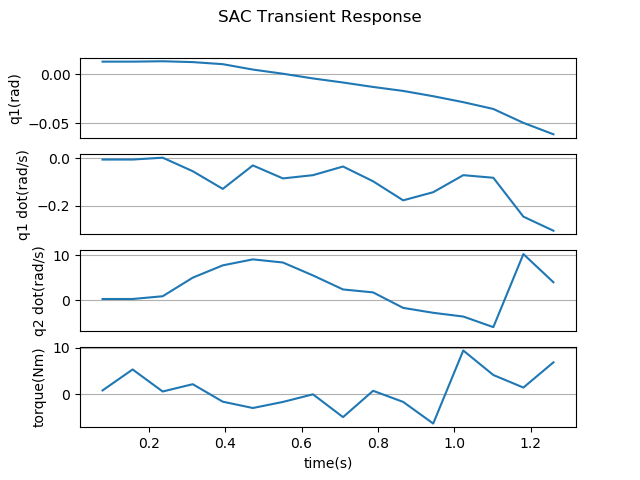 SAC Transient Response
q1(rad)
0.00
−0.05
q1 dot(rad/s)
0.0
−0.2
q2 dot(rad/s)
10
0
torque(Nm)
10
0
0.2 0.4 0.6 0.8 1.0 1.2
time(s)